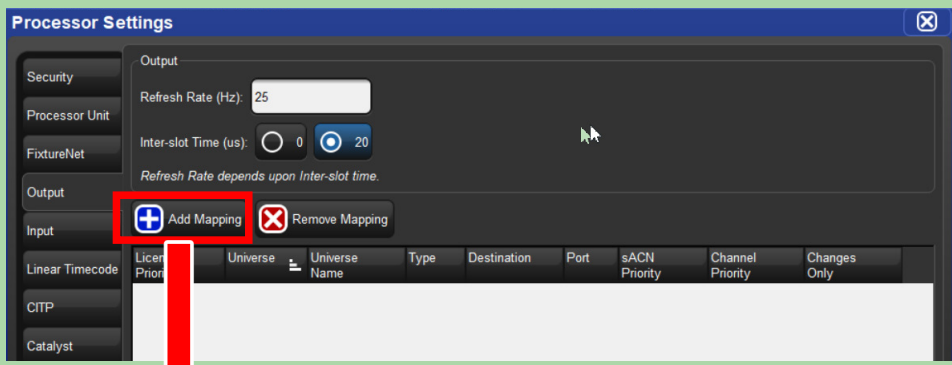 Processor Settings
Security
Processor Unit
FixtureNet
Output
Input
Linear Timecode
CITP
Catalyst
Output
Refresh Rate (Hz): 25
Inter-slot Time (us): 0 20
Refresh Rate depends upon Inter-slot time.
Add Mapping Remove Mapping
Universe Universe Type Destination Port sACN Channel Changes
Name Priority Priority Only